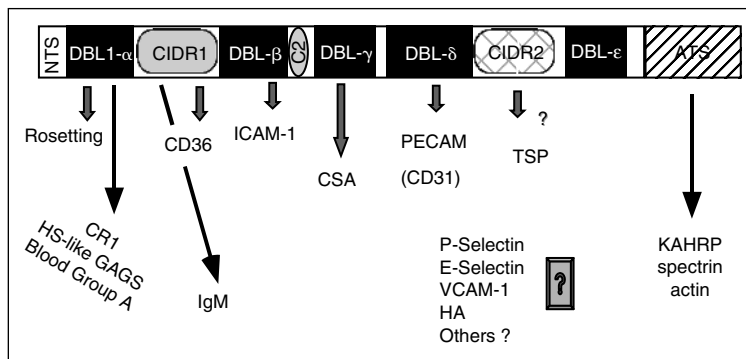 NTS DBL1-α CIDR1 DBL-β C2 DBL-γ DBL-δ CIDR2 DBL-ε ATS
Rosetting
CD36
ICAM-1
CSA
PECAM
(CD31)
?
TSP
CR1
HS-like GAGS
Blood Group A
IgM
P-Selectin
E-Selectin
VCAM-1
HA
Others ?
?
KAHRP
spectrin
actin